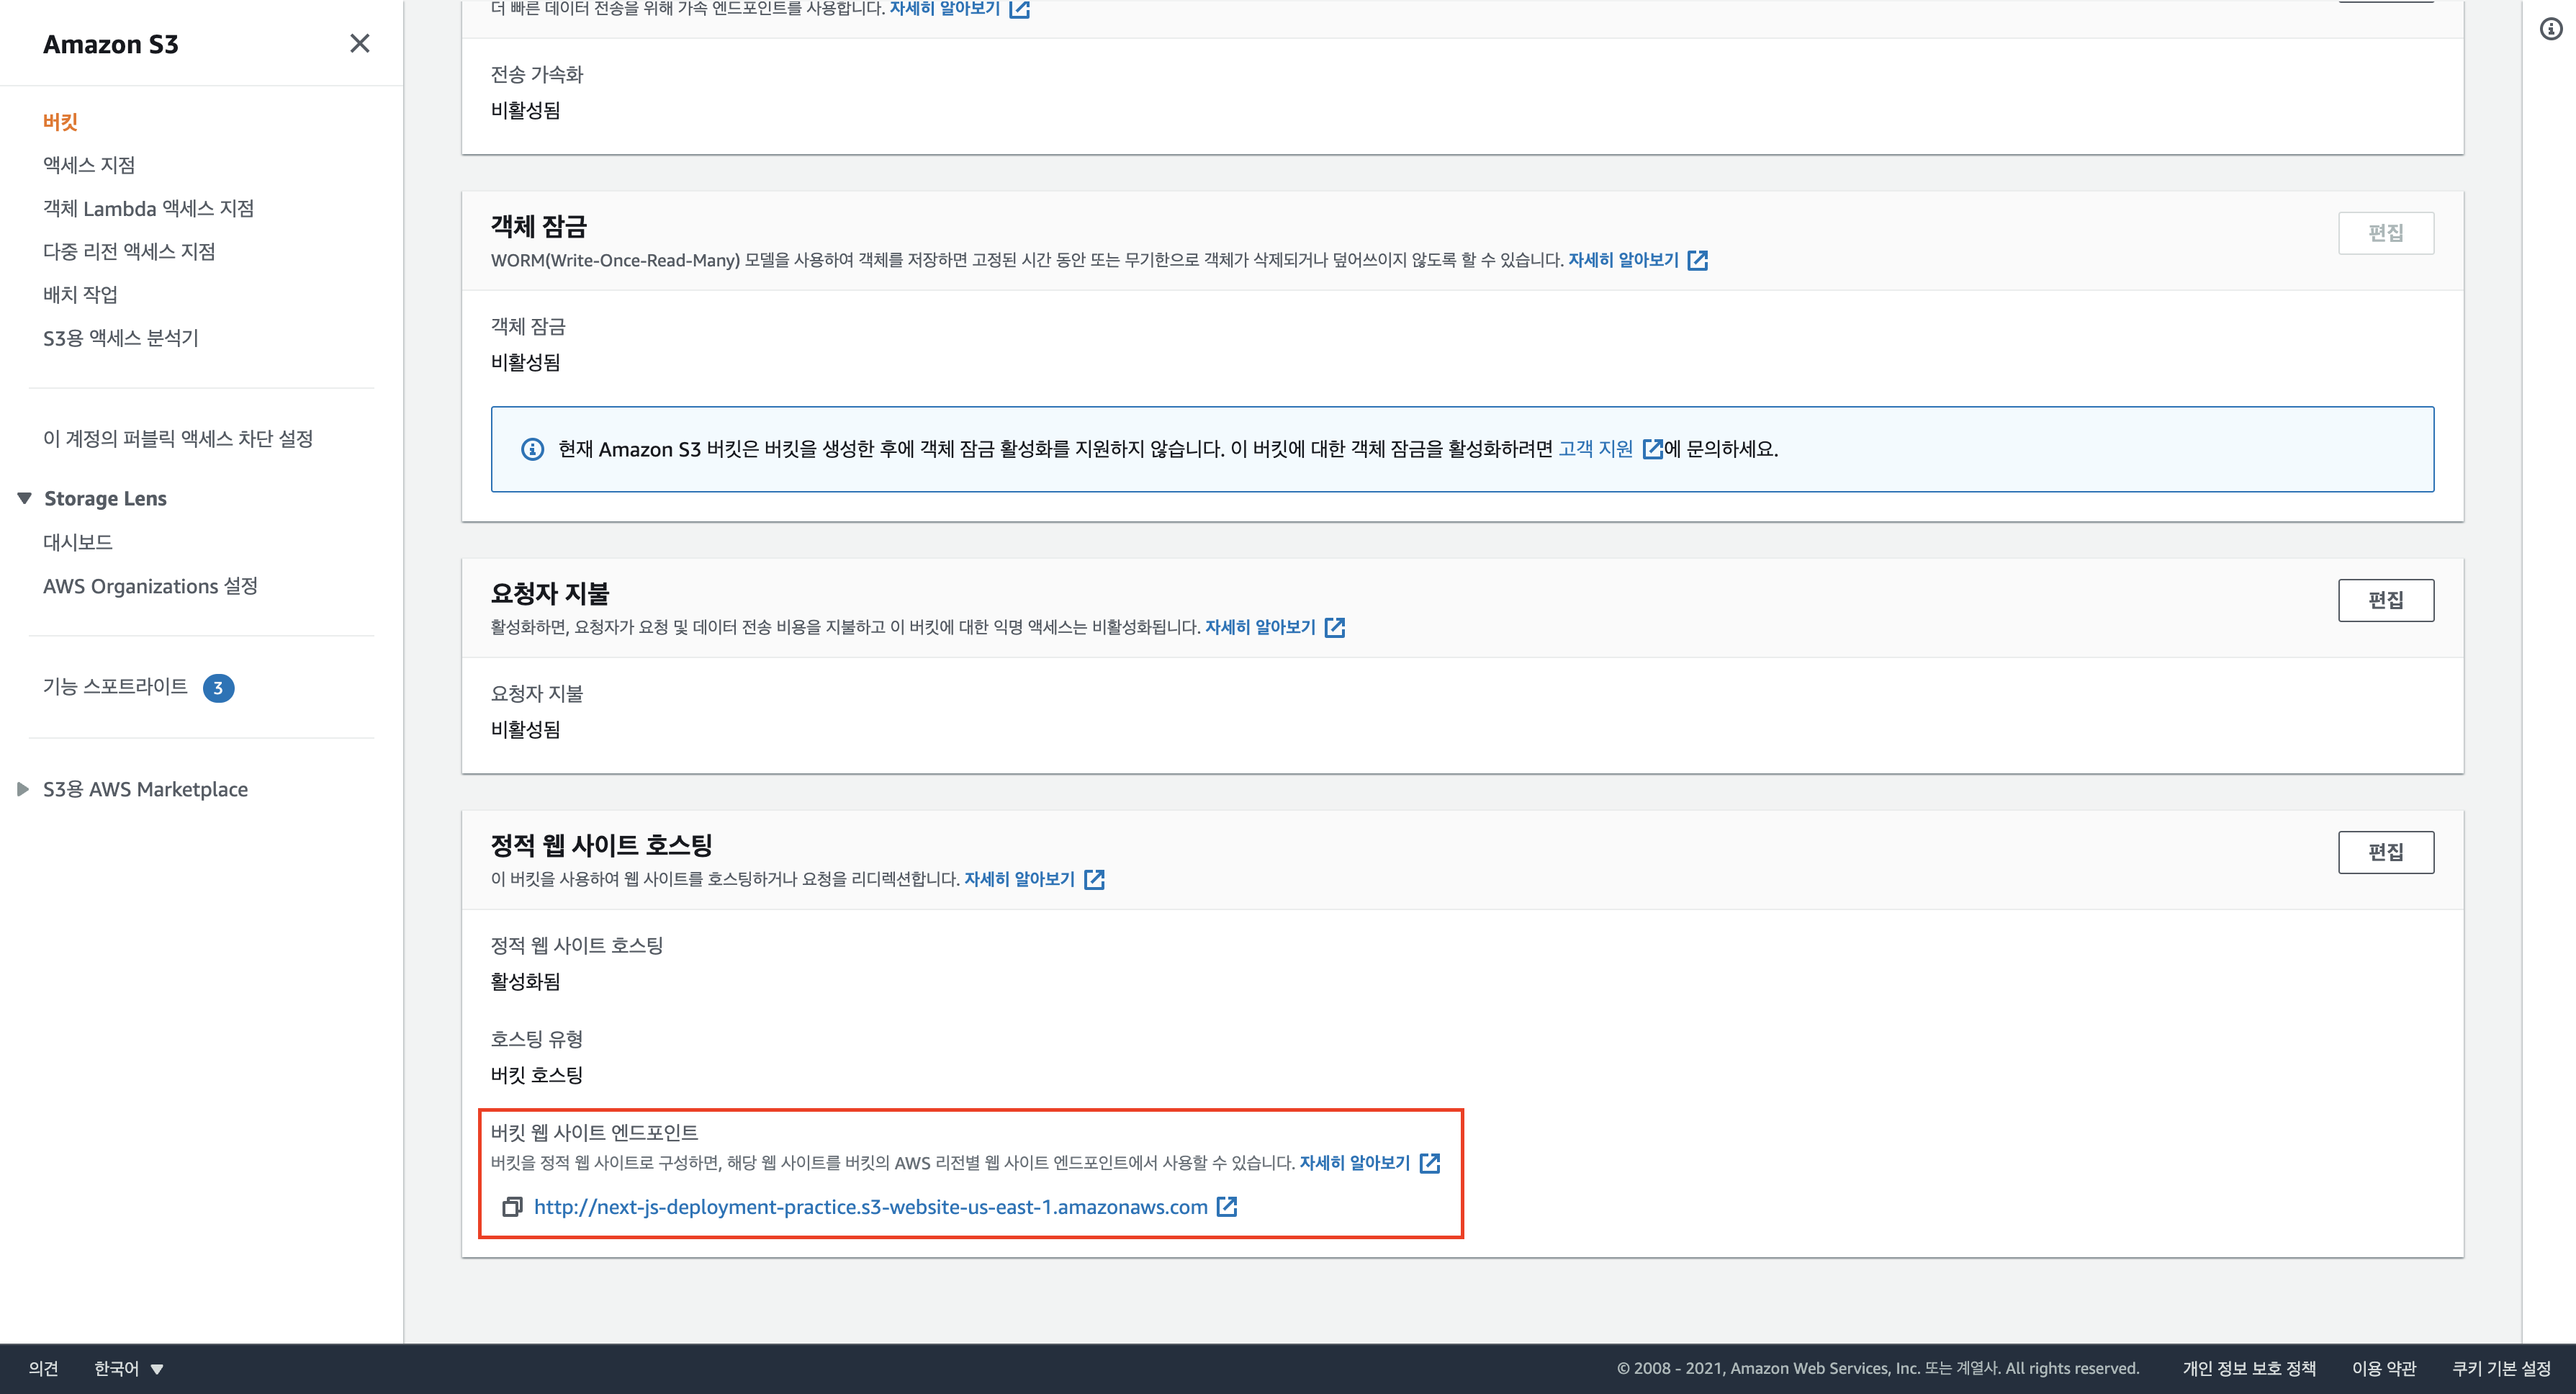 Amazon S3
버킷
액세스 지점
객체 Lambda 액세스 지점
다중 리전 액세스 지점
배치 작업
S3용 액세스 분석기
이 계정의 퍼블릭 액세스 차단 설정
Storage Lens
대시보드
AWS Organizations 설정
기능 스포트라이트 3
S3용 AWS Marketplace
더 빠른 데이터 전송을 위해 가속 엔드포인트를 사용합니다. 자세히 알아보기
전송 가속화
비활성됨
객체 잠금
편집
WORM(Write-Once-Read-Many) 모델을 사용하여 객체를 저장하면 고정된 시간 동안 또는 무기한으로 객체가 삭제되거나 덮어쓰이지 않도록 할 수 있습니다. 자세히 알아보기
객체 잠금
비활성됨
현재 Amazon S3 버킷은 버킷을 생성한 후에 객체 잠금 활성화를 지원하지 않습니다. 이 버킷에 대한 객체 잠금을 활성화하려면 고객 지원 에 문의하세요.
요청자 지불
편집
활성화하면, 요청자가 요청 및 데이터 전송 비용을 지불하고 이 버킷에 대한 익명 액세스는 비활성화됩니다. 자세히 알아보기
요청자 지불
비활성됨
정적 웹 사이트 호스팅
편집
이 버킷을 사용하여 웹 사이트를 호스팅하거나 요청을 리디렉션합니다. 자세히 알아보기
정적 웹 사이트 호스팅
활성화됨
호스팅 유형
버킷 호스팅
버킷 웹 사이트 엔드포인트
버킷을 정적 웹 사이트로 구성하면, 해당 웹 사이트를 버킷의 AWS 리전별 웹 사이트 엔드포인트에서 사용할 수 있습니다. 자세히 알아보기
http://next-js-deployment-practice.s3-website-us-east-1.amazonaws.com
의견 한국어 © 2008 - 2021, Amazon Web Services, Inc. 또는 계열사. All rights reserved. 개인 정보 보호 정책 이용 약관 쿠키 기본 설정